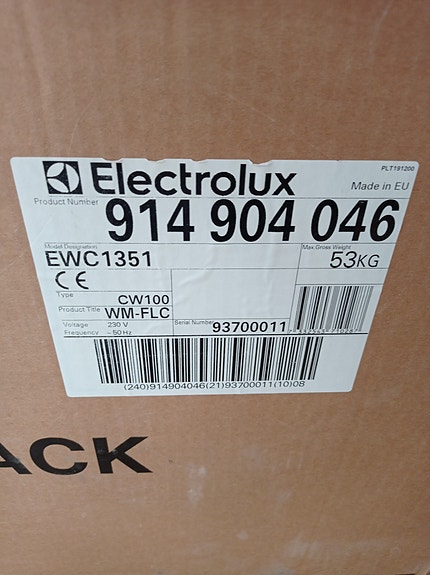 PLT191200
Electrolux
Made in EU
Product Number
914 904 046
Model Designation
EWC1351
Max.Gross Weight
53KG
CE
Type
CW100
Product Title
WM-FLC
Voltage 230 V
Frequency ~ 50 Hz
Serial Number
93700011
(240)914904046(21)93700011(10)08
ACK